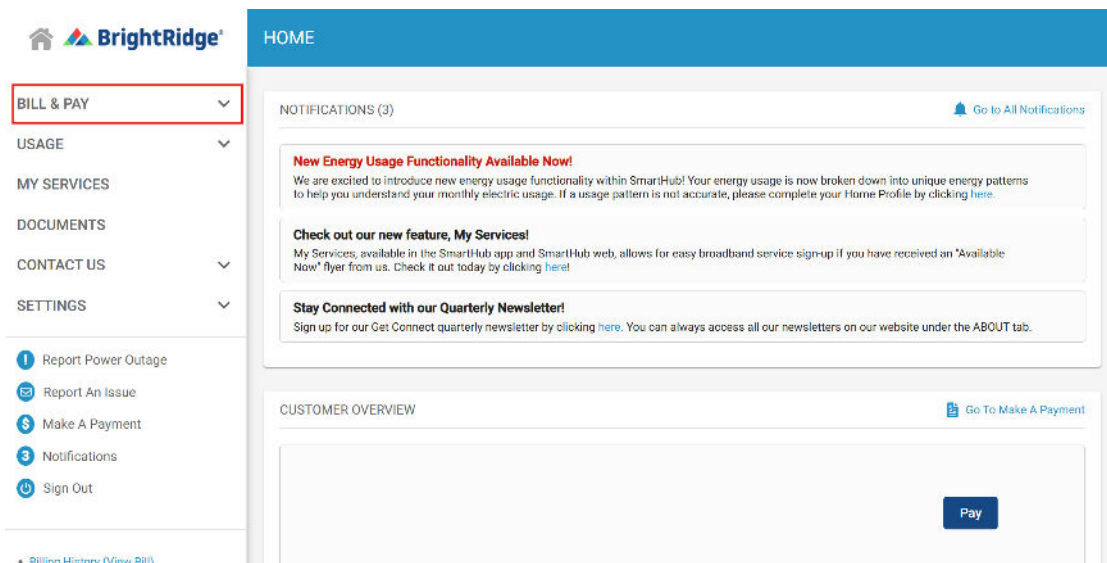 BrightRidge®
HOME
BILL & PAY
USAGE
MY SERVICES
DOCUMENTS
CONTACT US
SETTINGS
! Report Power Outage
Report An Issue
$ Make A Payment
3 Notifications
Sign Out
• Billing History (View Bill)
NOTIFICATIONS (3)
Go to All Notifications
New Energy Usage Functionality Available Now!
We are excited to introduce new energy usage functionality within SmartHub! Your energy usage is now broken down into unique energy patterns
to help you understand your monthly electric usage. If a usage pattern is not accurate, please complete your Home Profile by clicking here.
Check out our new feature, My Services!
My Services, available in the SmartHub app and SmartHub web, allows for easy broadband service sign-up if you have received an "Available
Now" flyer from us. Check it out today by clicking here!
Stay Connected with our Quarterly Newsletter!
Sign up for our Get Connect quarterly newsletter by clicking here. You can always access all our newsletters on our website under the ABOUT tab.
CUSTOMER OVERVIEW
Go To Make A Payment
Pay